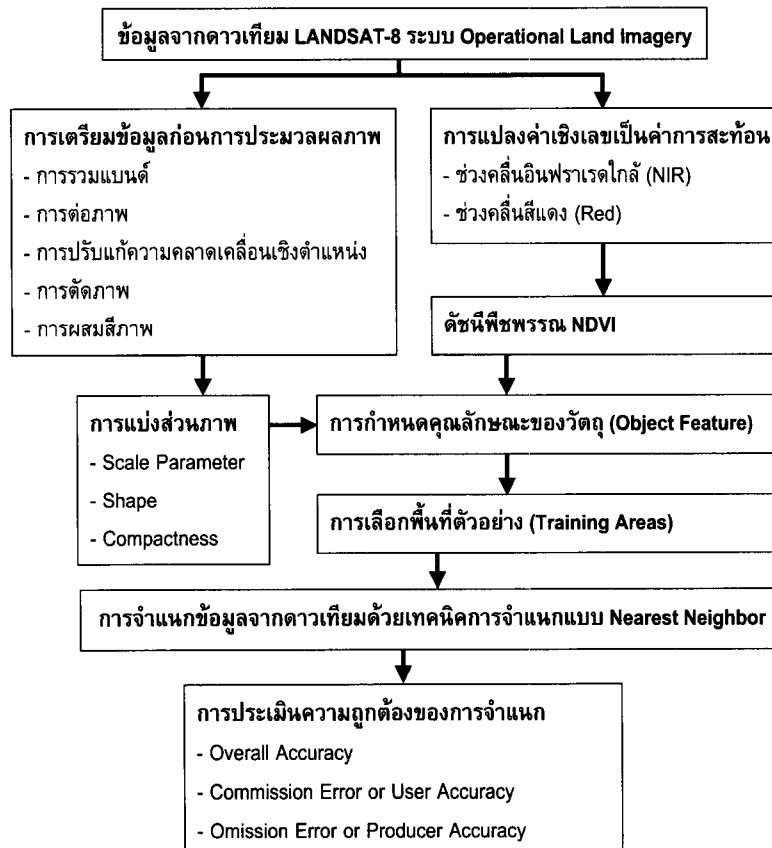 ข้อมูลจากดาวเทียม LANDSAT-8 ระบบ Operational Land Imagery
การเตรียมข้อมูลก่อนการประมวลผลภาพ
- การรวมแบนด์
- การต่อภาพ
- การปรับแก้ความคลาดเคลื่อนเชิงตำแหน่ง
- การตัดภาพ
- การผสมสีภาพ
การแปลงค่าเชิงเลขเป็นค่าการสะท้อน
- ช่วงคลื่นอินฟราเรดใกล้ (NIR)
- ช่วงคลื่นสีแดง (Red)
ดัชนีพืชพรรณ NDVI
การแบ่งส่วนภาพ
- Scale Parameter
- Shape
- Compactness
การกำหนดคุณลักษณะของวัตถุ (Object Feature)
การเลือกพื้นที่ตัวอย่าง (Training Areas)
การจำแนกข้อมูลจากดาวเทียมด้วยเทคนิคการจำแนกแบบ Nearest Neighbor
การประเมินความถูกต้องของการจำแนก
- Overall Accuracy
- Commission Error or User Accuracy
- Omission Error or Producer Accuracy